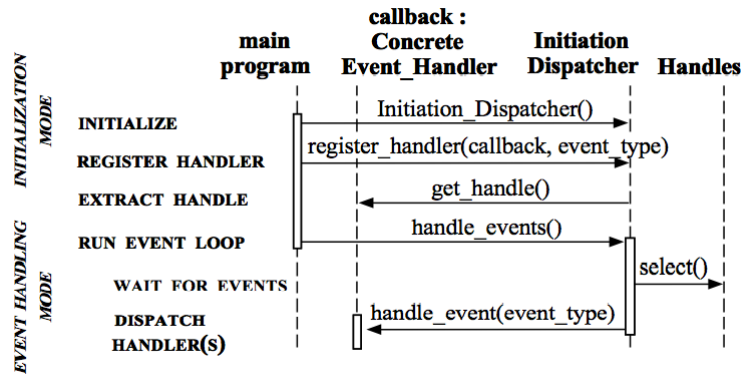 callback :
main Concrete Initiation
program Event_Handler Dispatcher Handles
INITIALIZATION
MODE
INITIALIZE Initiation_Dispatcher()
REGISTER HANDLER register_handler(callback, event_type)
EXTRACT HANDLE get_handle()
EVENT HANDLING
MODE
RUN EVENT LOOP handle_events()
WAIT FOR EVENTS select()
DISPATCH handle_event(event_type)
HANDLER(S)